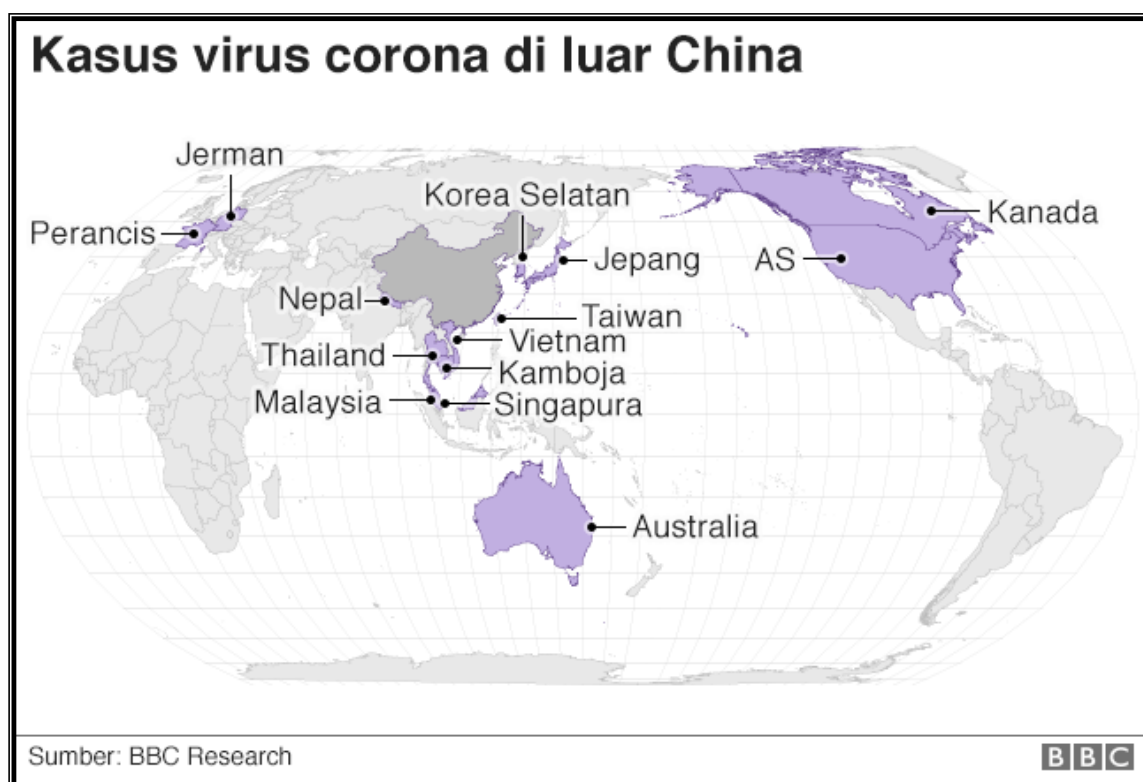 Kasus virus corona di luar China
Jerman
Korea Selatan
Perancis
Kanada
Jepang
AS
Nepal
Taiwan
Vietnam
Thailand
Kamboja
Malaysia
Singapura
Australia
Sumber: BBC Research
BBC